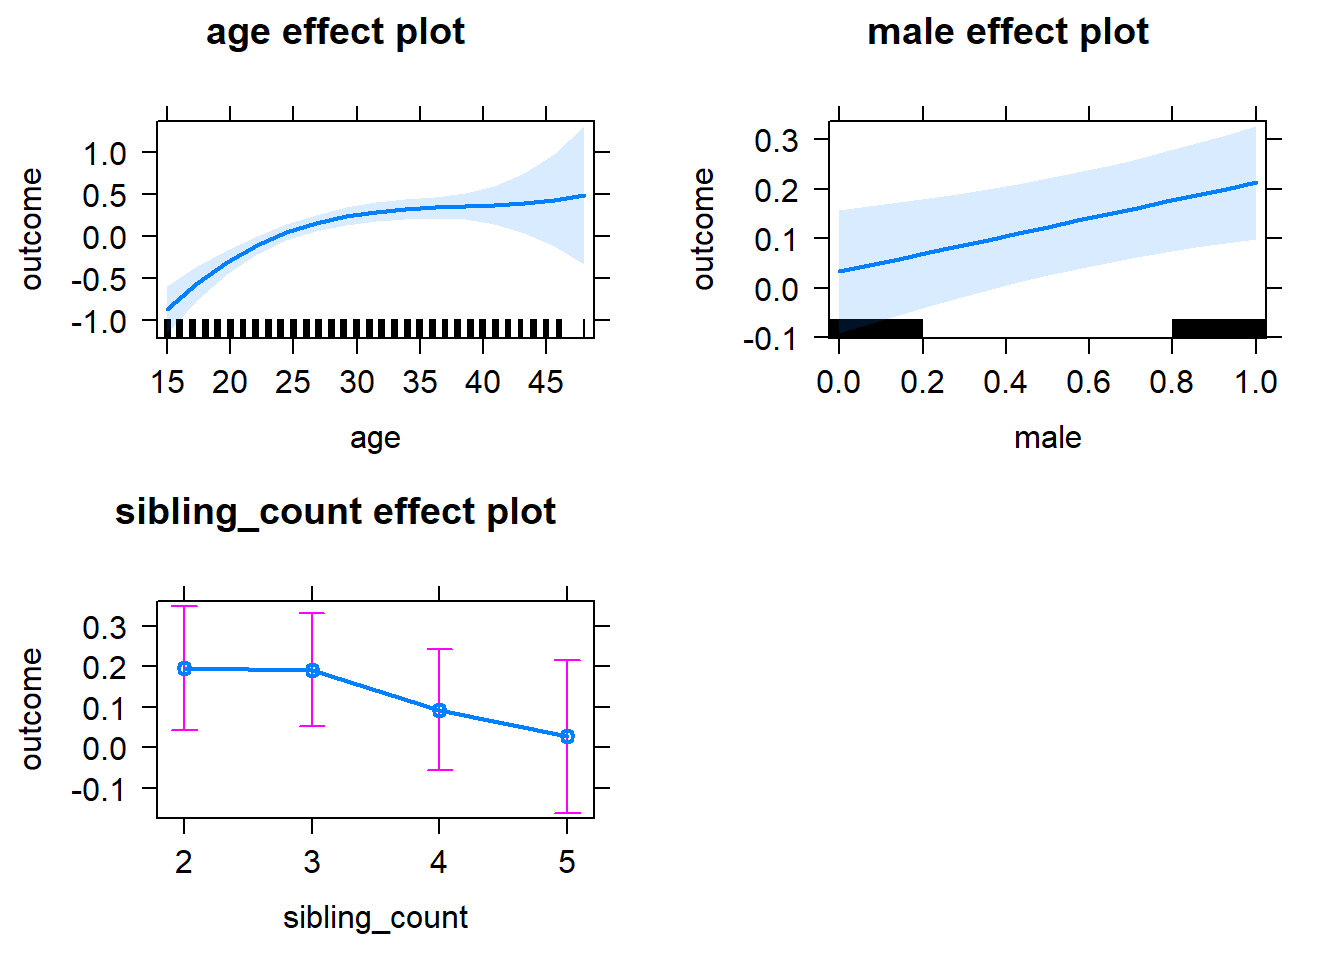 age effect plot
outcome
1.0
0.5
0.0
-0.5
-1.0
15 20 25 30 35 40 45
age
male effect plot
outcome
0.3
0.2
0.1
0.0
-0.1
0.0 0.2 0.4 0.6 0.8 1.0
male
sibling_count effect plot
outcome
0.3
0.2
0.1
0.0
-0.1
2 3 4 5
sibling_count